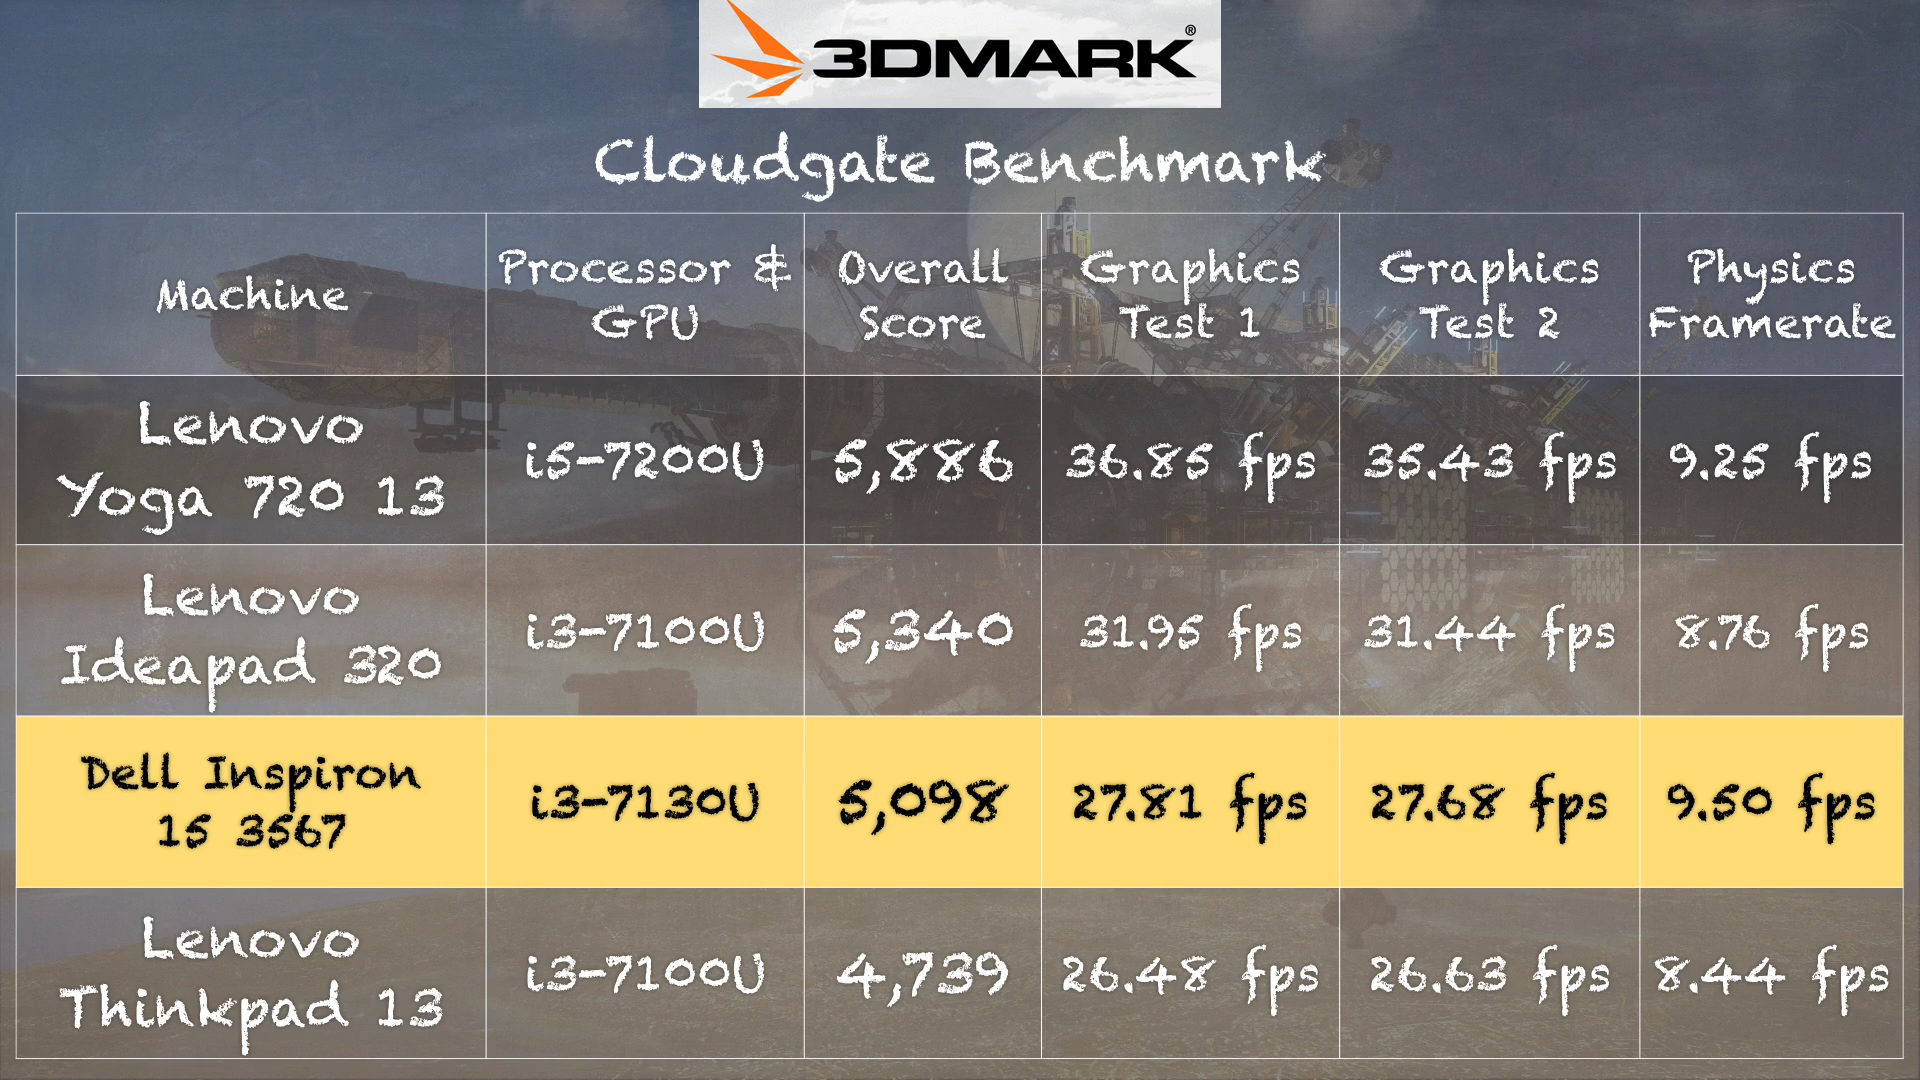 3DMARK®
Cloudgate Benchmark
Machine
Processor &
GPU
Overall
Score
Graphics
Test 1
Graphics
Test 2
Physics
Framerate
Lenovo
Yoga 720 13
i5-7200U
5,886
36.85 fps
35.43 fps
9.25 fps
Lenovo
Ideapad 320
i3-7100U
5,340
31.95 fps
31.44 fps
8.76 fps
Dell Inspiron
15 3567
i3-7130U
5,098
27.81 fps
27.68 fps
9.50 fps
Lenovo
Thinkpad 13
i3-7100U
4,739
26.48 fps
26.63 fps
8.44 fps